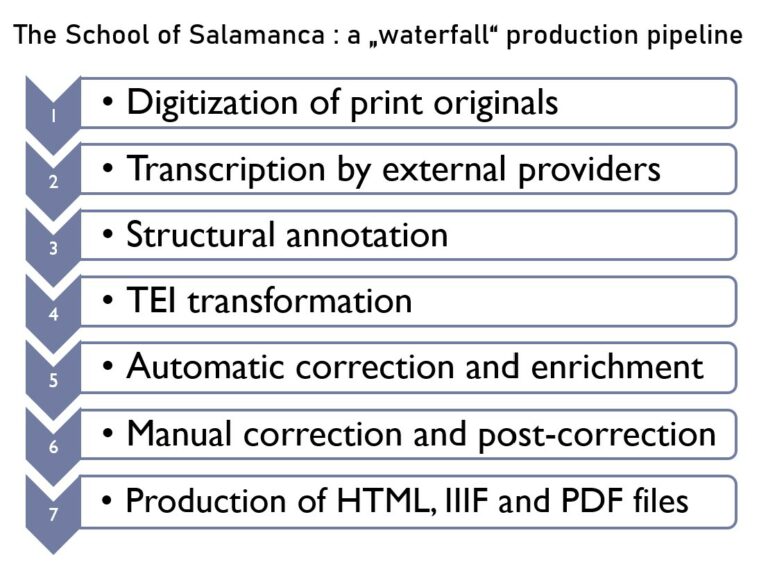 The School of Salamanca : a „waterfall“ production pipeline
1 • Digitization of print originals
2 • Transcription by external providers
3 • Structural annotation
4 • TEI transformation
5 • Automatic correction and enrichment
6 • Manual correction and post-correction
7 • Production of HTML, IIIF and PDF files